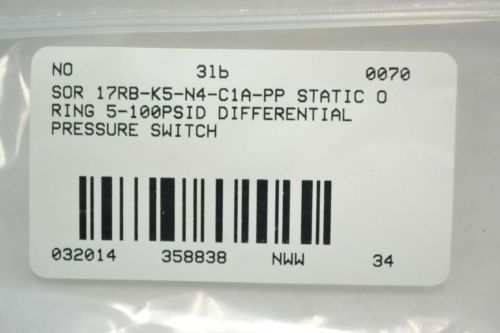 NO 3lb 0070
SOR 17RB-K5-N4-C1A-PP STATIC O
RING 5-100PSID DIFFERENTIAL
PRESSURE SWITCH
032014 358838 NWW 34